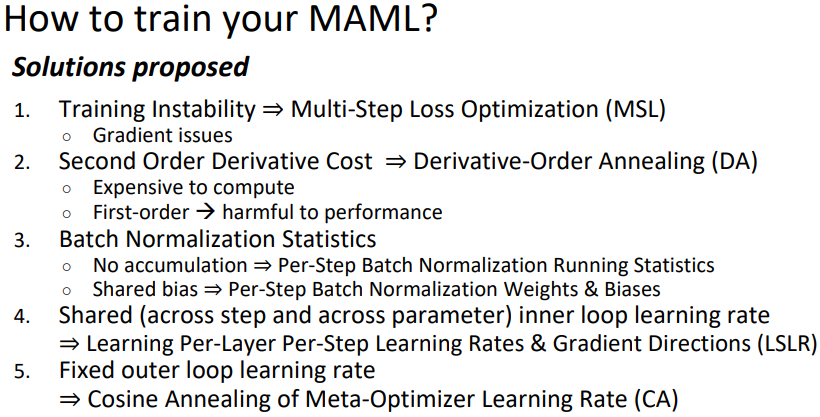 How to train your MAML?
Solutions proposed
1. Training Instability ⇒ Multi-Step Loss Optimization (MSL)
○ Gradient issues
2. Second Order Derivative Cost ⇒ Derivative-Order Annealing (DA)
○ Expensive to compute
○ First-order → harmful to performance
3. Batch Normalization Statistics
○ No accumulation ⇒ Per-Step Batch Normalization Running Statistics
○ Shared bias ⇒ Per-Step Batch Normalization Weights & Biases
4. Shared (across step and across parameter) inner loop learning rate
⇒ Learning Per-Layer Per-Step Learning Rates & Gradient Directions (LSLR)
5. Fixed outer loop learning rate
⇒ Cosine Annealing of Meta-Optimizer Learning Rate (CA)